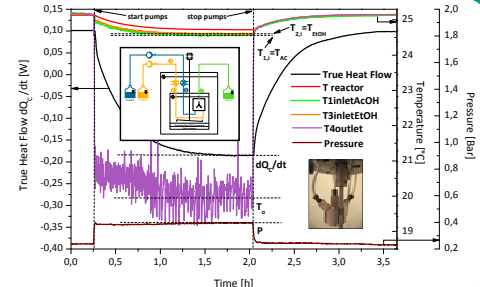 0,15
0,10
0,05
0,00
-0,05
-0,10
-0,15
-0,20
-0,25
-0,30
-0,35
-0,40
True Heat Flow dQc/dt [W]
0,0
0,5
1,0
1,5
2,0
2,5
3,0
3,5
Time [h]
start pumps
stop pumps
T2,i=TEtOH
T1,i=TAC
True Heat Flow
T reactor
T1inletAcOH
T3inletEtOH
T4outlet
Pressure
dQc/dt
To
P
25
24
23
22
21
20
19
Temperature [°C]
2,0
1,8
1,6
1,4
1,2
1,0
0,8
0,6
0,4
0,2
Pressure [Bar]